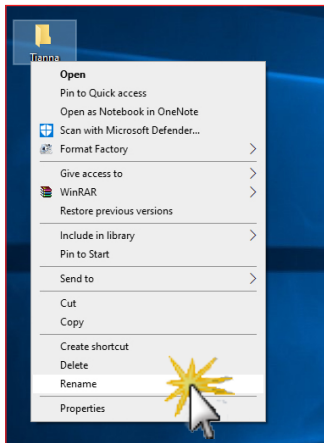 Tianna
Open
Pin to Quick access
Open as Notebook in OneNote
Scan with Microsoft Defender...
Format Factory
Give access to
WinRAR
Restore previous versions
Include in library
Pin to Start
Send to
Cut
Copy
Create shortcut
Delete
Rename
Properties